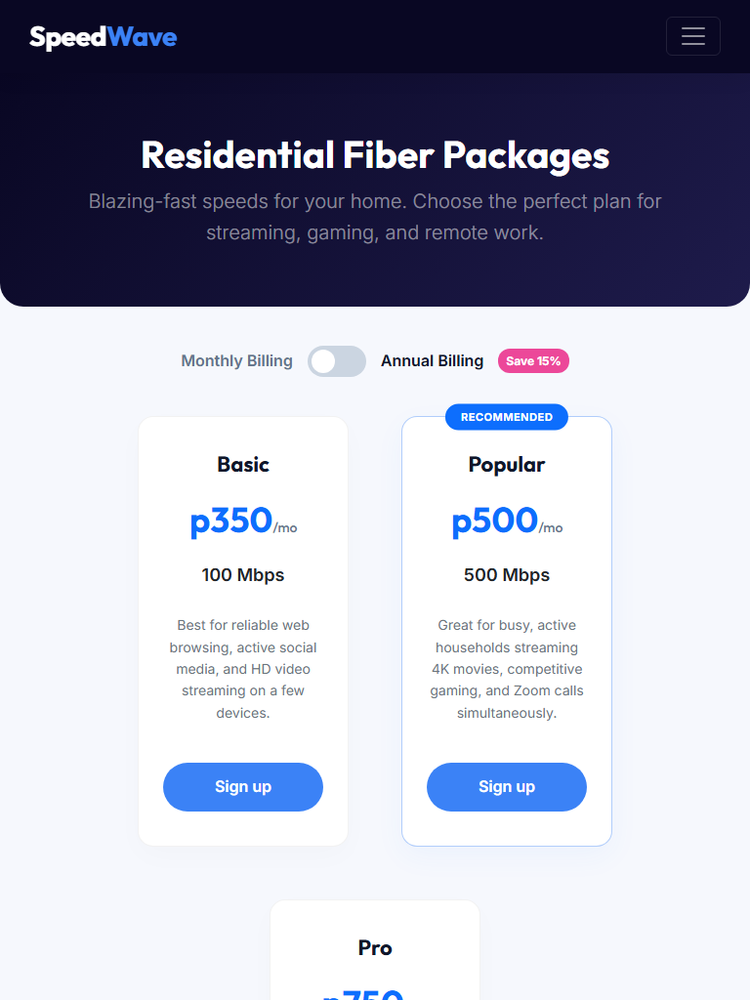 SpeedWave
Residential Fiber Packages
Blazing-fast speeds for your home. Choose the perfect plan for
streaming, gaming, and remote work.
Monthly Billing Annual Billing Save 15%
Basic
p350/mo
100 Mbps
Best for reliable web
browsing, active social
media, and HD video
streaming on a few
devices.
Sign up
RECOMMENDED
Popular
p500/mo
500 Mbps
Great for busy, active
households streaming
4K movies, competitive
gaming, and Zoom calls
simultaneously.
Sign up
Pro
p750